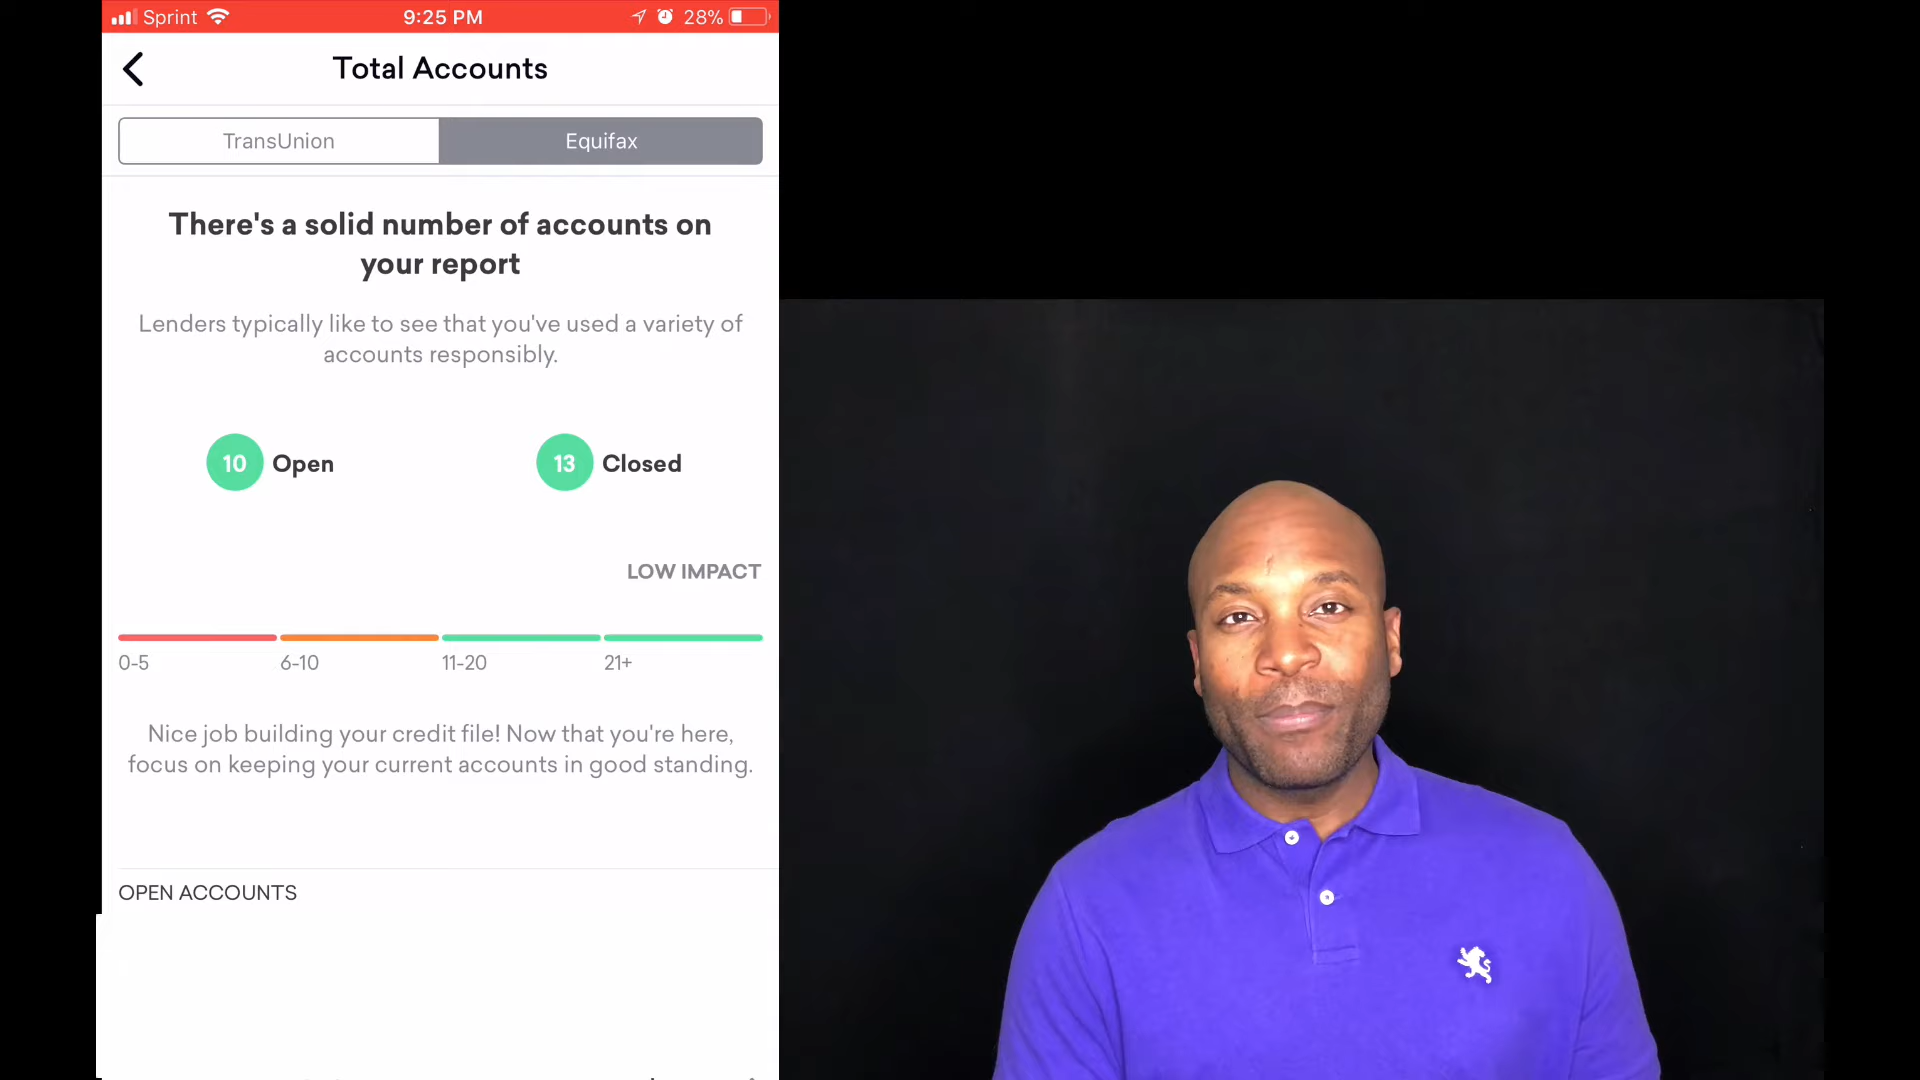 Sprint 9:25 PM 28%
Total Accounts
TransUnion Equifax
There's a solid number of accounts on
your report
Lenders typically like to see that you've used a variety of
accounts responsibly.
10 Open 13 Closed
LOW IMPACT
0-5 6-10 11-20 21+
Nice job building your credit file! Now that you're here,
focus on keeping your current accounts in good standing.
OPEN ACCOUNTS